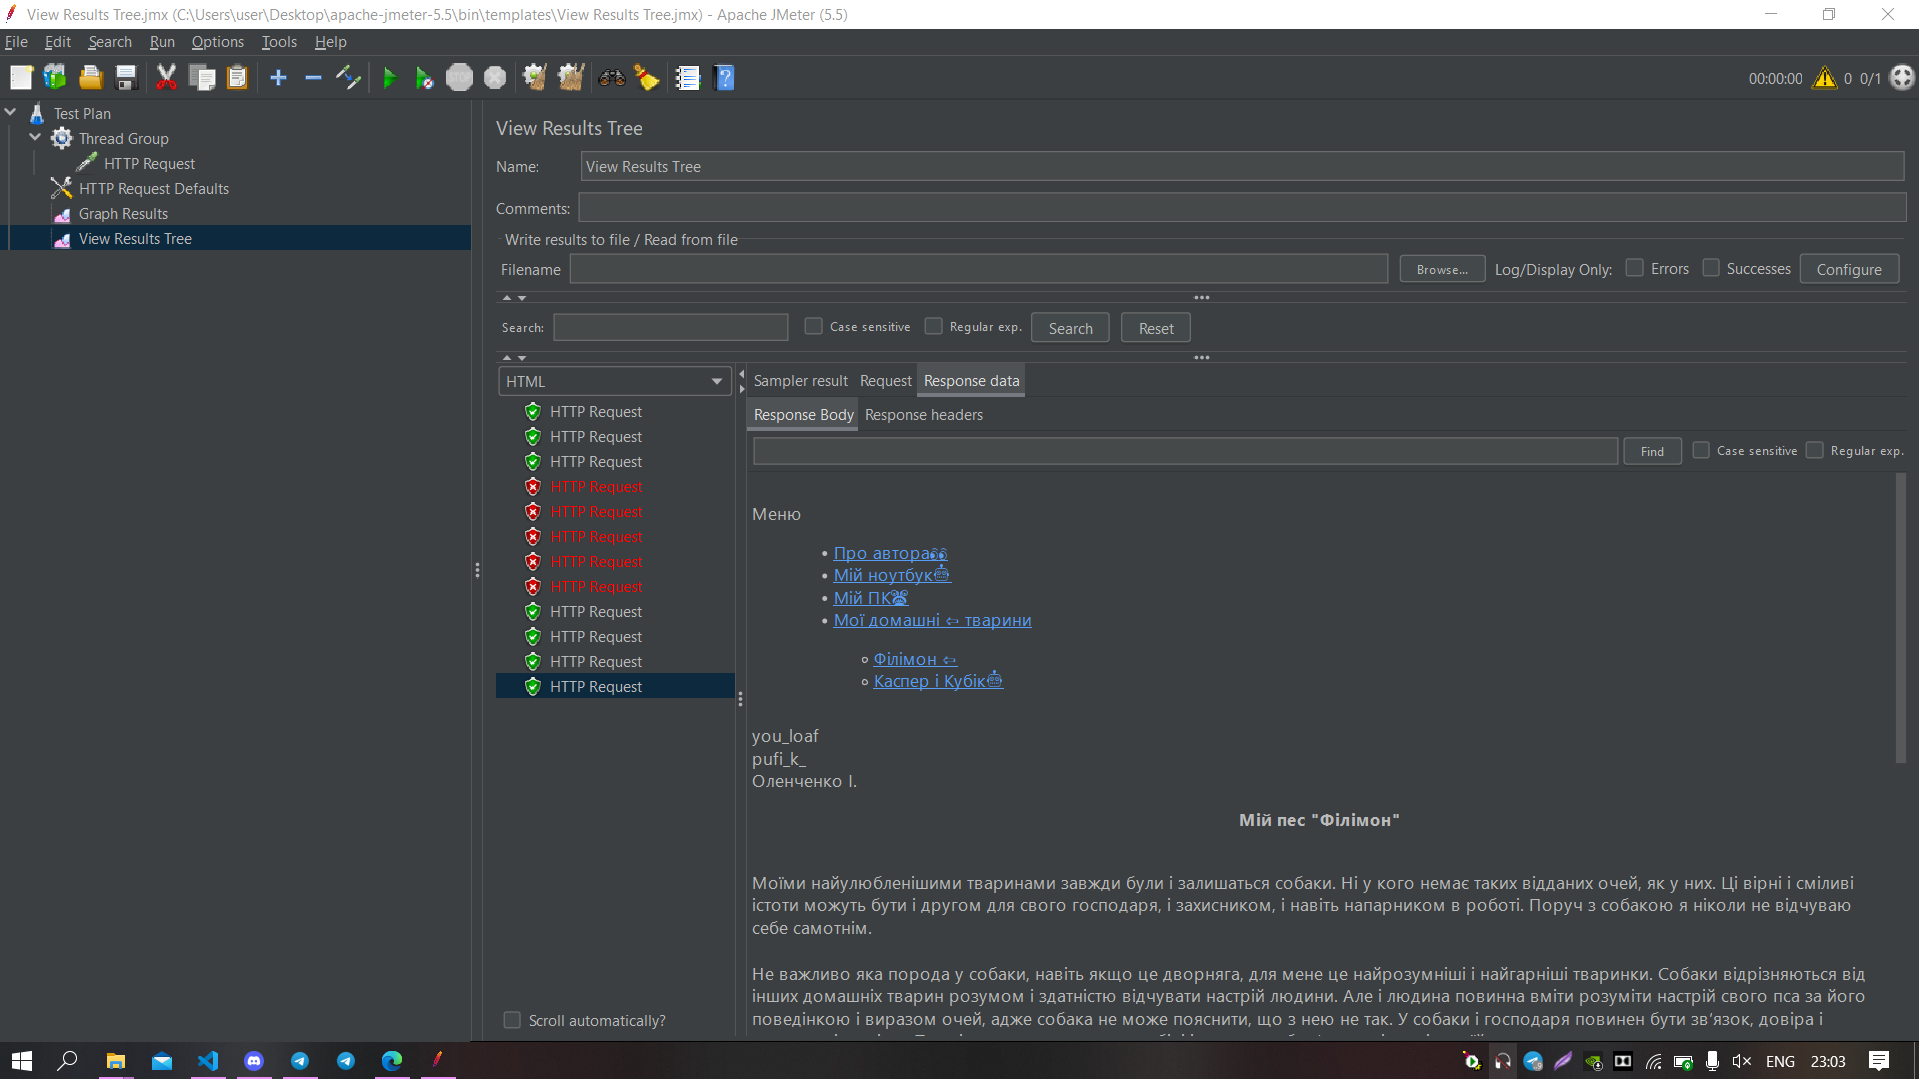 View Results Tree.jmx (C:\Users\user\Desktop\apache-jmeter-5.5\bin\templates\View Results Tree.jmx) - Apache JMeter (5.5)
File Edit Search Run Options Tools Help
STOP
00:00:00 0 0/1
Test Plan
Thread Group
HTTP Request
HTTP Request Defaults
Graph Results
View Results Tree
View Results Tree
Name: View Results Tree
Comments:
Write results to file / Read from file
Filename Browse... Log/Display Only: Errors Successes Configure
Search: Case sensitive Regular exp. Search Reset
HTML
HTTP Request
HTTP Request
HTTP Request
HTTP Request
HTTP Request
HTTP Request
HTTP Request
HTTP Request
HTTP Request
HTTP Request
HTTP Request
HTTP Request
Scroll automatically?
Sampler result Request Response data
Response Body Response headers
Find Case sensitive Regular exp.
Меню
• Про автора👀
• Мій ноутбук🤖
• Мій ПК
• Мої домашні ⇦ тварини
◦ Філімон ⇦
◦ Каспер і Кубік🤖
you_loaf
pufi_k_
Оленченко І.
Мій пес "Філімон"
Моїми найулюбленішими тваринами завжди були і залишаться собаки. Ні у кого немає таких відданих очей, як у них. Ці вірні і сміливі
істоти можуть бути і другом для свого господаря, і захисником, і навіть напарником в роботі. Поруч з собакою я ніколи не відчуваю
себе самотнім.
Не важливо яка порода у собаки, навіть якщо це дворняга, для мене це найрозумніші і найгарніші тваринки. Собаки відрізняються від
інших домашніх тварин розумом і здатністю відчувати настрій людини. Але і людина повинна вміти розуміти настрій свого пса за його
поведінкою і виразом очей, адже собака не може пояснити, що з нею не так. У собаки і господаря повинен бути зв'язок, довіра і
ENG 23:03